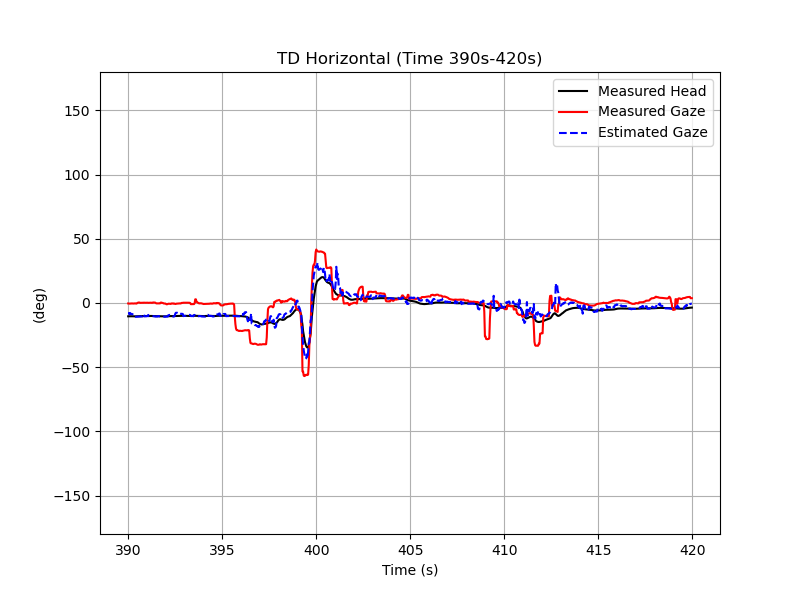 TD Horizontal (Time 390s-420s)
Measured Head
Measured Gaze
Estimated Gaze
150
100
50
0
−50
−100
−150
(deg)
390
395
400
405
410
415
420
Time (s)